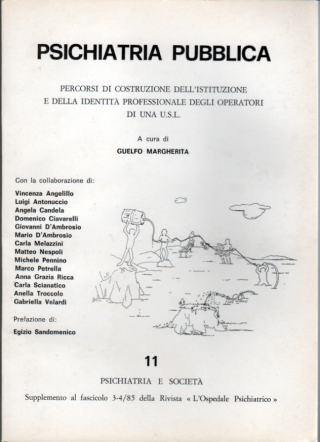 PSICHIATRIA PUBBLICA
PERCORSI DI COSTRUZIONE DELL'ISTITUZIONE
E DELLA IDENTITÀ PROFESSIONALE DEGLI OPERATORI
DI UNA U.S.L.
A cura di
GUELFO MARGHERITA
Con la collaborazione di:
Vincenza Angelillo
Luigi Antonuccio
Angela Candela
Domenico Ciavarelli
Giovanni D'Ambrosio
Mario D'Ambrosio
Carla Melazzini
Matteo Nespoli
Michele Pennino
Marco Petrella
Anna Grazia Ricca
Carla Scianatico
Anella Troccolo
Gabriella Velardi
Prefazione di:
Egizio Sandomenico
11
PSICHIATRIA E SOCIETÀ
Supplemento al fascicolo 3-4/85 della Rivista « L'Ospedale Psichiatrico »